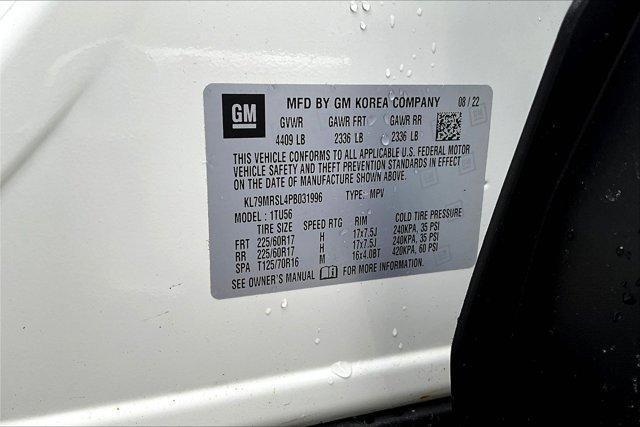 GM MFD BY GM KOREA COMPANY 08 / 22
GVWR GAWR FRT GAWR RR
4409 LB 2336 LB 2336 LB
THIS VEHICLE CONFORMS TO ALL APPLICABLE U.S. FEDERAL MOTOR
VEHICLE SAFETY AND THEFT PREVENTION STANDARDS IN EFFECT
ON THE DATE OF MANUFACTURE SHOWN ABOVE.
KL79MRSL4PB031996 TYPE: MPV
MODEL : 1TU56
TIRE SIZE SPEED RTG RIM COLD TIRE PRESSURE
FRT 225/60R17 H 17x7.5J 240KPA, 35 PSI
RR 225/60R17 H 17x7.5J 240KPA, 35 PSI
SPA T125/70R16 M 16x4.0BT 420KPA, 60 PSI
SEE OWNER'S MANUAL FOR MORE INFORMATION.